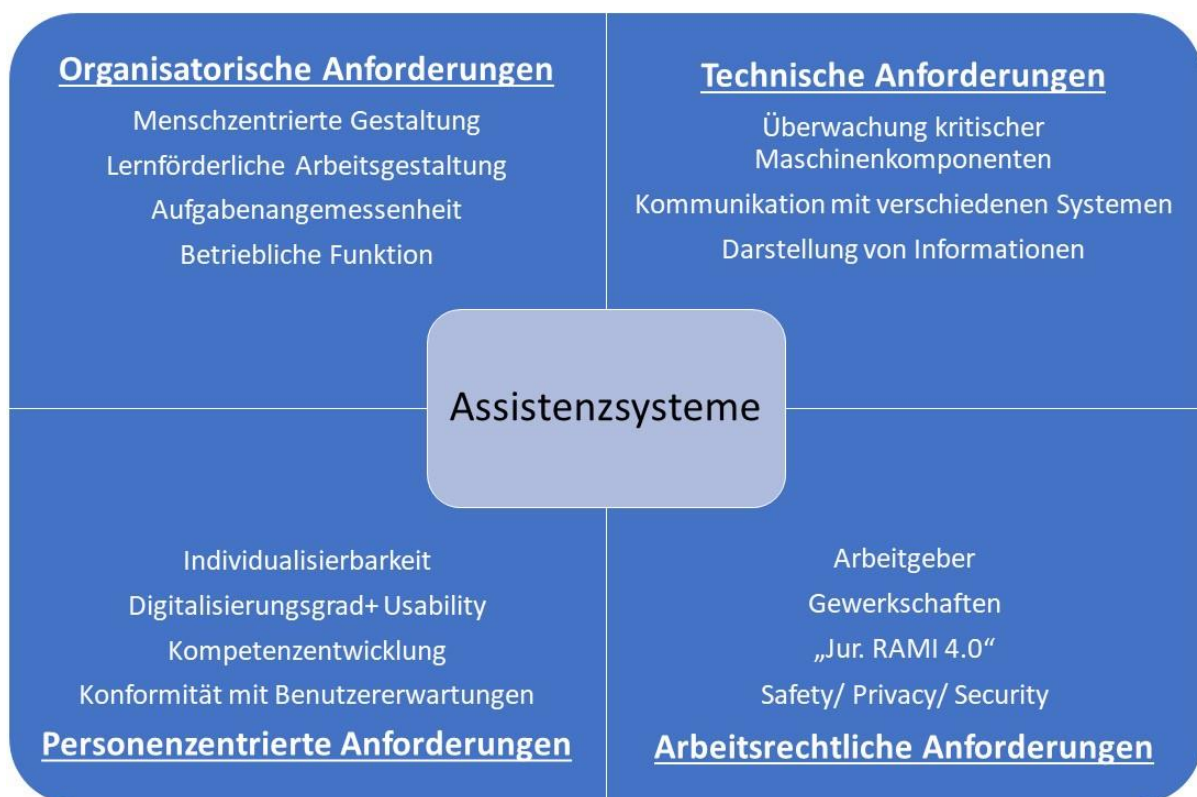 Organisatorische Anforderungen
Menschzentrierte Gestaltung
Lernförderliche Arbeitsgestaltung
Aufgabenangemessenheit
Betriebliche Funktion
Technische Anforderungen
Überwachung kritischer
Maschinenkomponenten
Kommunikation mit verschiedenen Systemen
Darstellung von Informationen
Assistenzsysteme
Individualisierbarkeit
Digitalisierungsgrad+ Usability
Kompetenzentwicklung
Konformität mit Benutzererwartungen
Personenzentrierte Anforderungen
Arbeitgeber
Gewerkschaften
„Jur. RAMI 4.0“
Safety/ Privacy/ Security
Arbeitsrechtliche Anforderungen